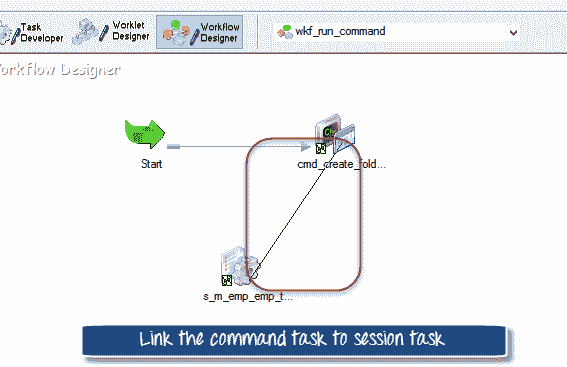 Task
Developer
Worklet
Designer
Workflow
Designer
wkf_run_command
orkflow Designer
Start
cmd_create_fold...
s_m_emp_emp_t...
Link the command task to session task